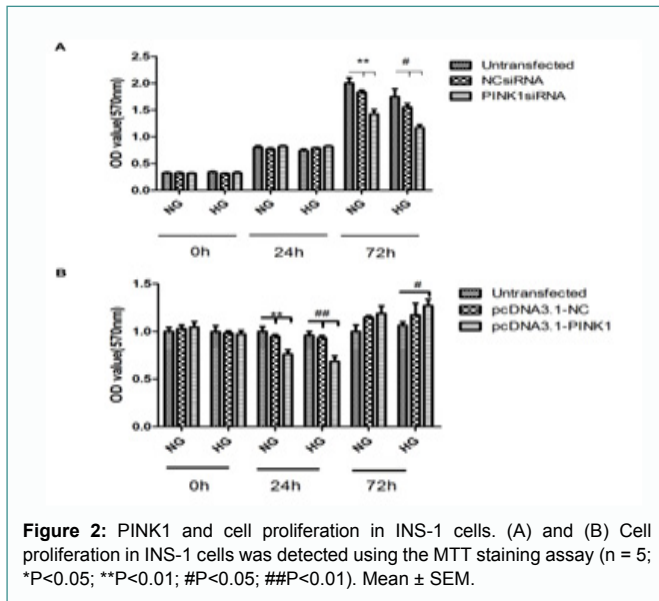 A
OD value(570nm)
2.5
2.0
1.5
1.0
0.5
0.0
**
#
Untransfected
NCsiRNA
PINK1siRNA
NG
HG
NG
HG
NG
HG
0h
24h
72h
B
OD value(570nm)
1.5
1.0
0.5
0.0
**
##
#
Untransfected
pcDNA3.1-NC
pcDNA3.1-PINK1
NG
HG
NG
HG
NG
HG
0h
24h
72h
Figure 2: PINK1 and cell proliferation in INS-1 cells. (A) and (B) Cell
proliferation in INS-1 cells was detected using the MTT staining assay (n = 5;
*P<0.05; **P<0.01; #P<0.05; ##P<0.01). Mean ± SEM.